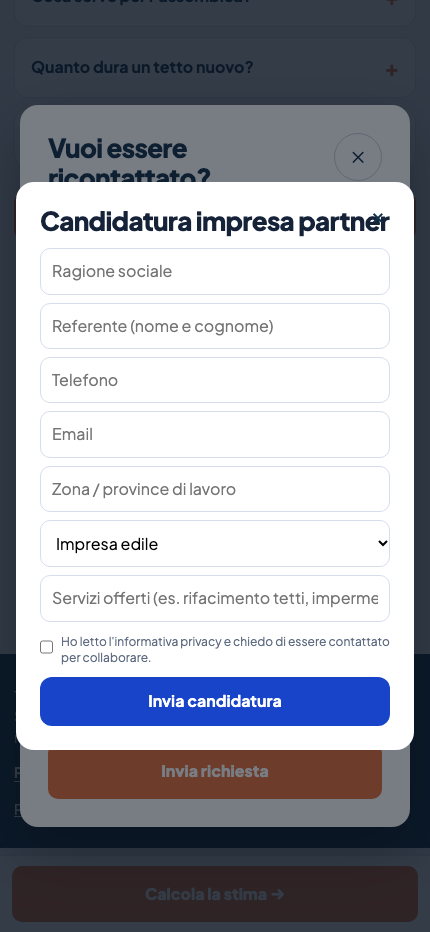 Quanto dura un tetto nuovo?
+
Vuoi essere
ricontattato?
×
Candidatura impresa partner
×
Ragione sociale
Referente (nome e cognome)
Telefono
Email
Zona / province di lavoro
Impresa edile
Servizi offerti (es. rifacimento tetti, imperme
Ho letto l'informativa privacy e chiedo di essere contattato
per collaborare.
Invia candidatura
Invia richiesta
Calcola la stima →